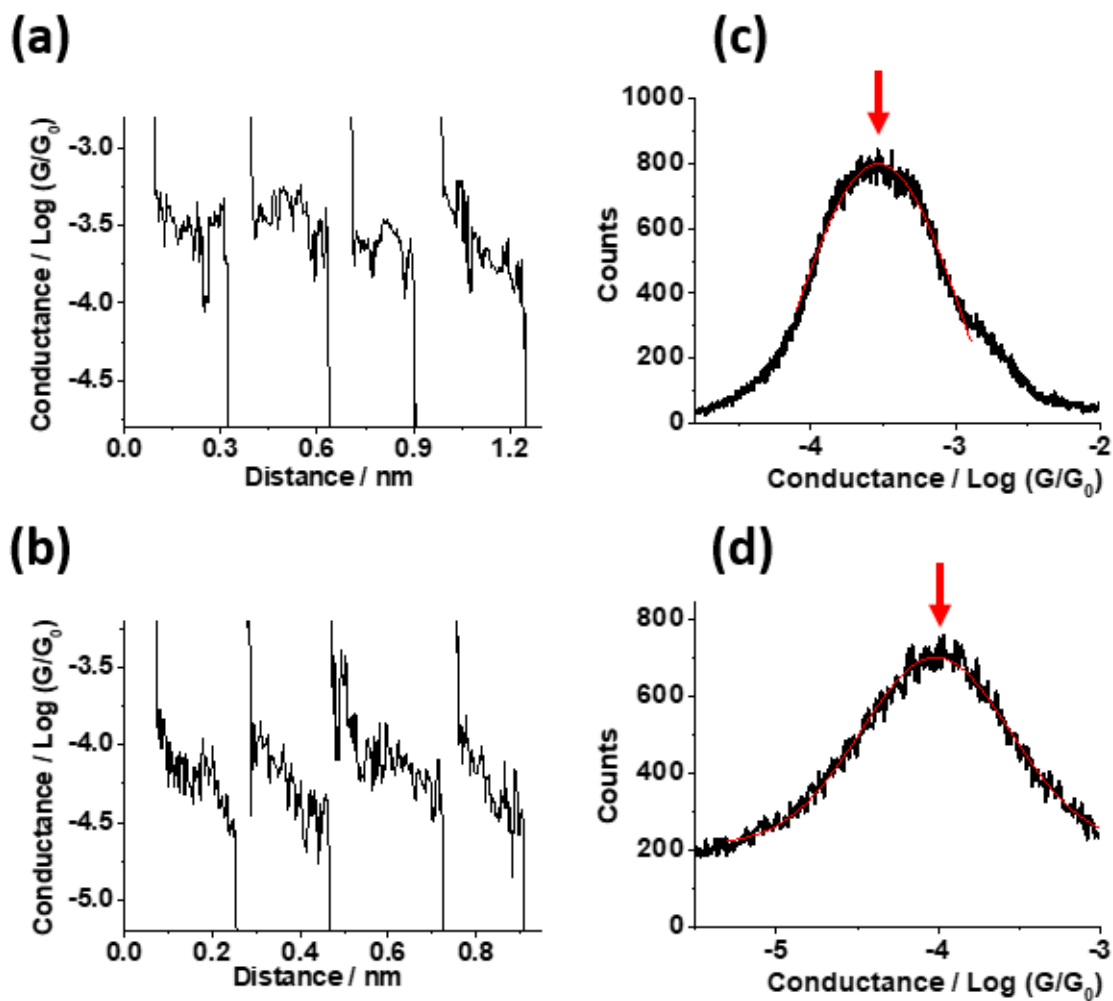 (a)
Conductance / Log (G/G₀)
-3.0
-3.5
-4.0
-4.5
0.0 0.3 0.6 0.9 1.2
Distance / nm
(c)
Counts
1000
800
600
400
200
0
-4 -3 -2
Conductance / Log (G/G₀)
(b)
Conductance / Log (G/G₀)
-3.5
-4.0
-4.5
-5.0
0.0 0.2 0.4 0.6 0.8
Distance / nm
(d)
Counts
800
600
400
200
0
-5 -4 -3
Conductance / Log (G/G₀)